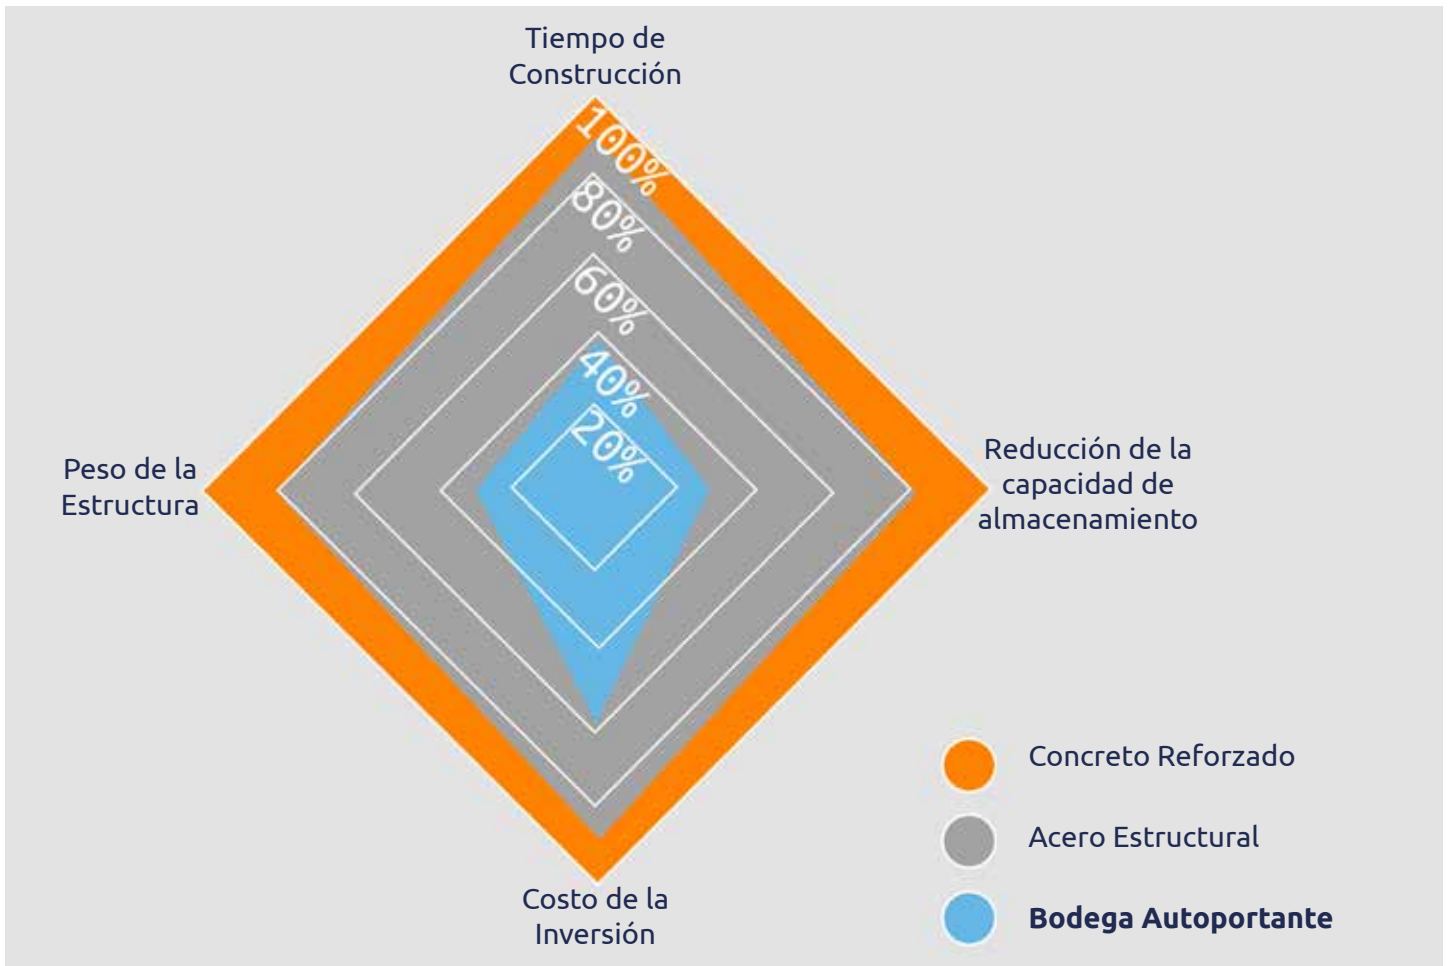 Tiempo de
Construcción
100%
80%
60%
40%
20%
Peso de la
Estructura
Reducción de la
capacidad de
almacenamiento
Costo de la
Inversión
Concreto Reforzado
Acero Estructural
Bodega Autoportante